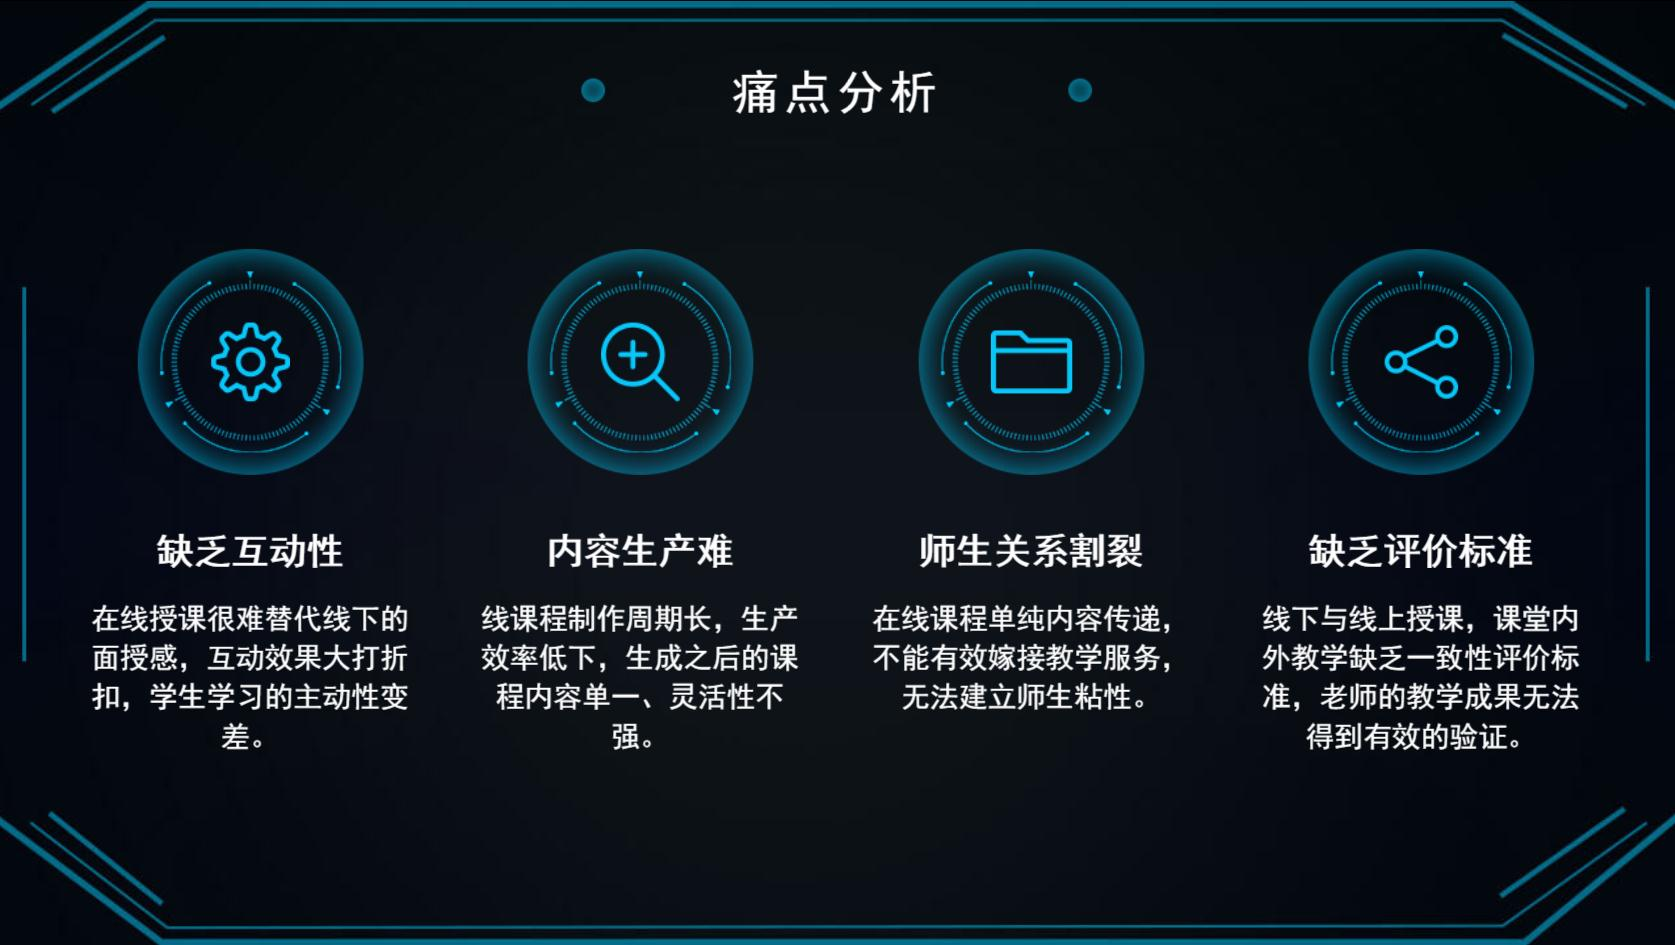 痛点分析
缺乏互动性
在线授课很难替代线下的
面授感，互动效果大打折
扣，学生学习的主动性变
差。
内容生产难
线课程制作周期长，生产
效率低下，生成之后的课
程内容单一、灵活性不
强。
师生关系割裂
在线课程单纯内容传递，
不能有效嫁接教学服务，
无法建立师生粘性。
缺乏评价标准
线下与线上授课，课堂内
外教学缺乏一致性评价标
准，老师的教学成果无法
得到有效的验证。